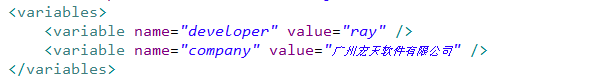 <variables>
    <variable name="developer" value="ray" />
    <variable name="company" value="广州宏天软件有限公司" />
</variables>